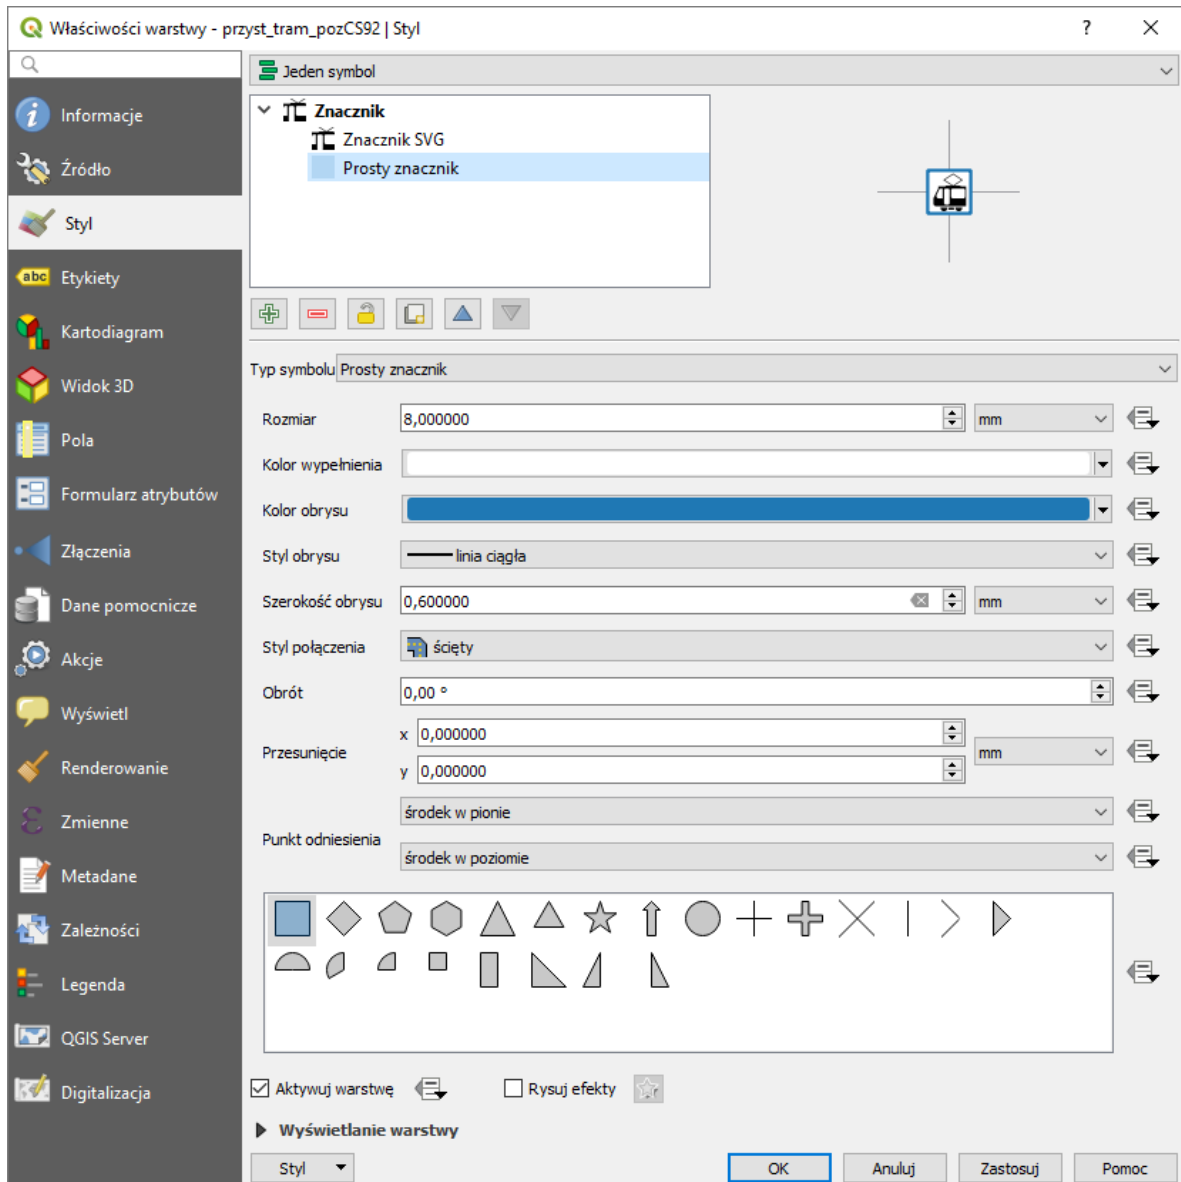 Właściwości warstwy - przyst_tram_pozCS92 | Styl
?
Jeden symbol
Informacje
Źródło
Styl
Etykiety
abc
Kartodiagram
Widok 3D
Pola
Formularz atrybutów
Złączenia
Dane pomocnicze
Akcje
Wyświetl
Renderowanie
Zmienne
Metadane
Zależności
Legenda
QGIS Server
Digitalizacja
Znacznik
Znacznik SVG
Prosty znacznik
Typ symbolu Prosty znacznik
Rozmiar 8,000000 mm
Kolor wypełnienia
Kolor obrysu
Styl obrysu linia ciągła
Szerokość obrysu 0,600000 mm
Styl połączenia ścięty
Obrót 0,00 °
Przesunięcie
x 0,000000
mm
y 0,000000
Punkt odniesienia
środek w pionie
środek w poziomie
Aktywuj warstwę Rysuj efekty
Wyświetlanie warstwy
Styl OK Anuluj Zastosuj Pomoc